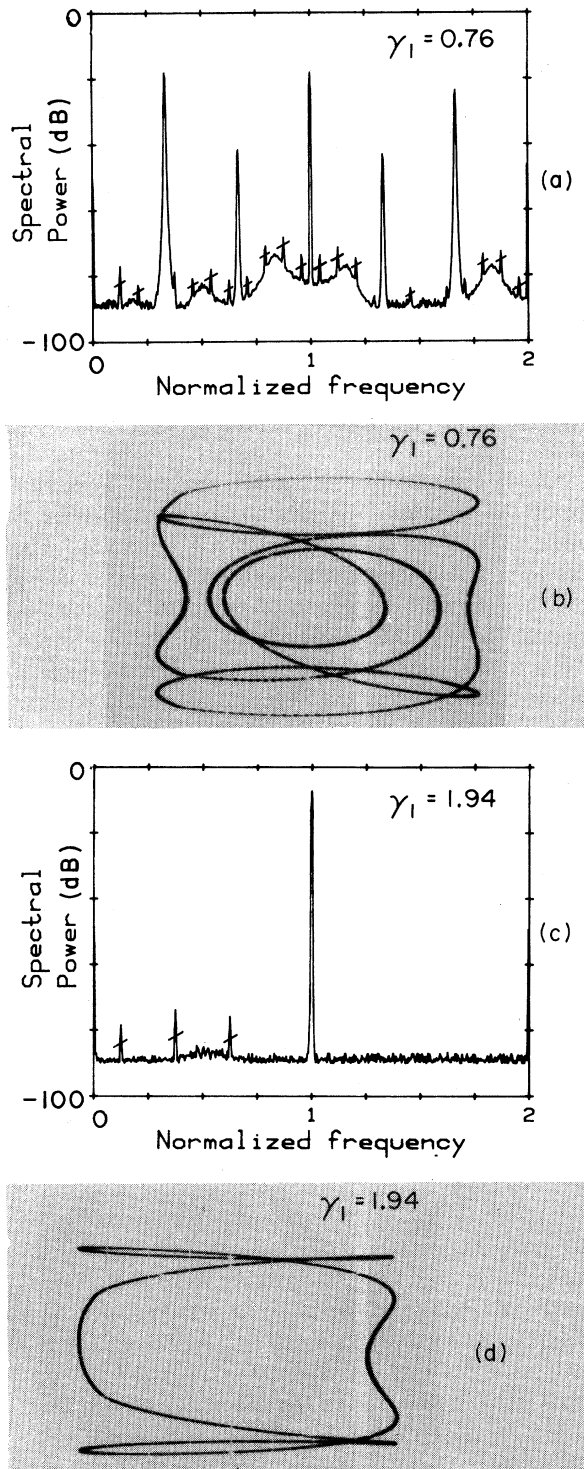 0
γ₁ = 0.76
Spectral
Power (dB)
(a)
-100
0
1
2
Normalized frequency
γ₁ = 0.76
(b)
0
γ₁ = 1.94
Spectral
Power (dB)
(c)
-100
0
1
2
Normalized frequency
γ₁ = 1.94
(d)